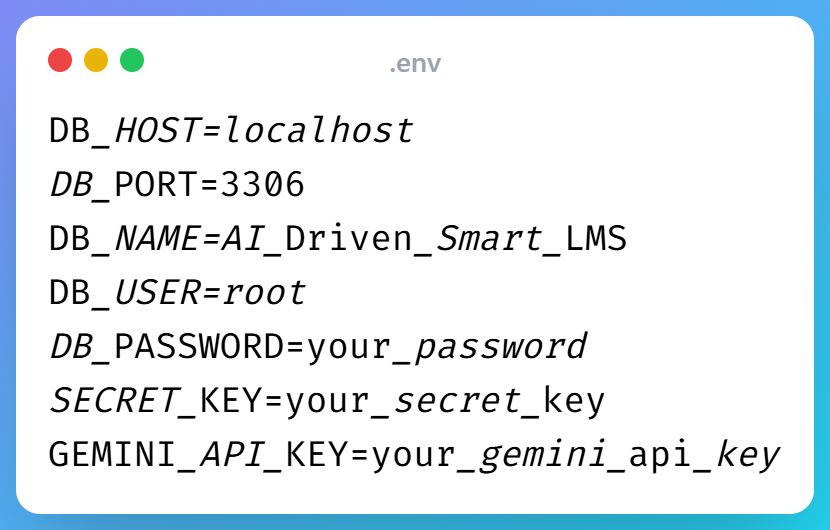 .env
DB_HOST=localhost
DB_PORT=3306
DB_NAME=AI_Driven_Smart_LMS
DB_USER=root
DB_PASSWORD=your_password
SECRET_KEY=your_secret_key
GEMINI_API_KEY=your_gemini_api_key